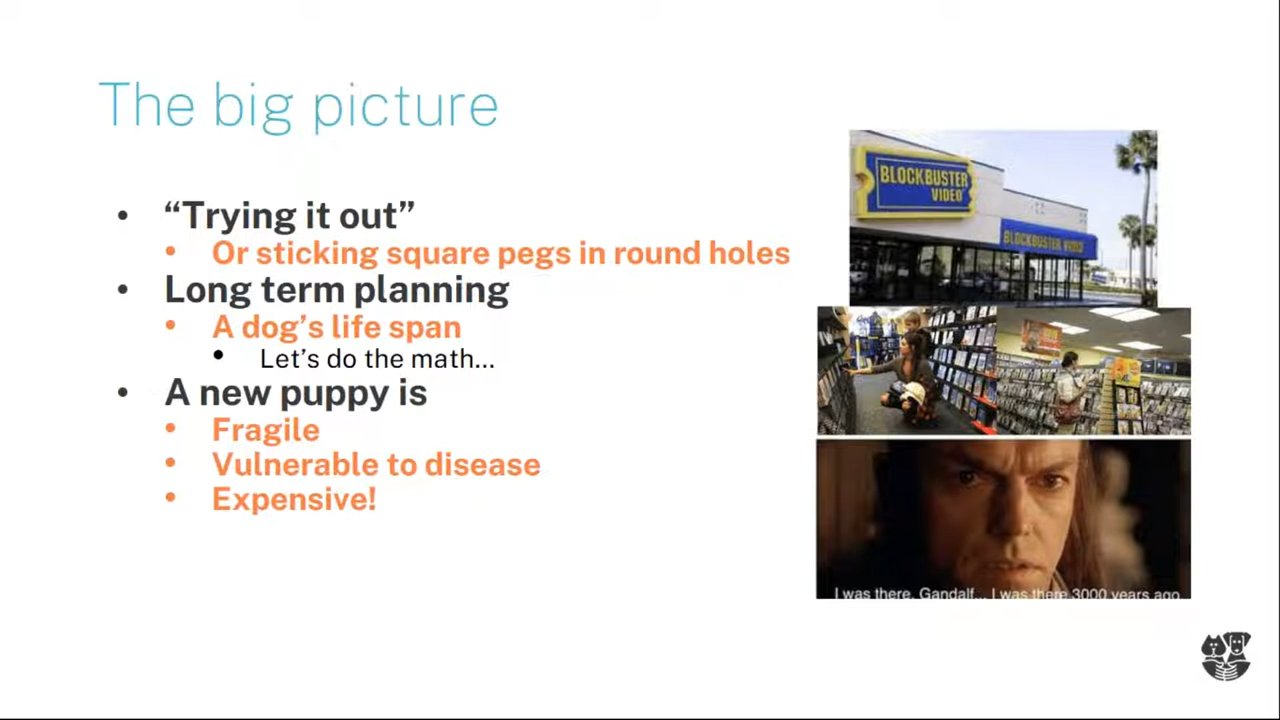 The big picture
• “Trying it out”
• Or sticking square pegs in round holes
• Long term planning
• A dog’s life span
• Let’s do the math...
• A new puppy is
• Fragile
• Vulnerable to disease
• Expensive!
BLOCKBUSTER
VIDEO
BLOCKBUSTER VIDEO
I was there, Gandalf... I was there 3000 years ago